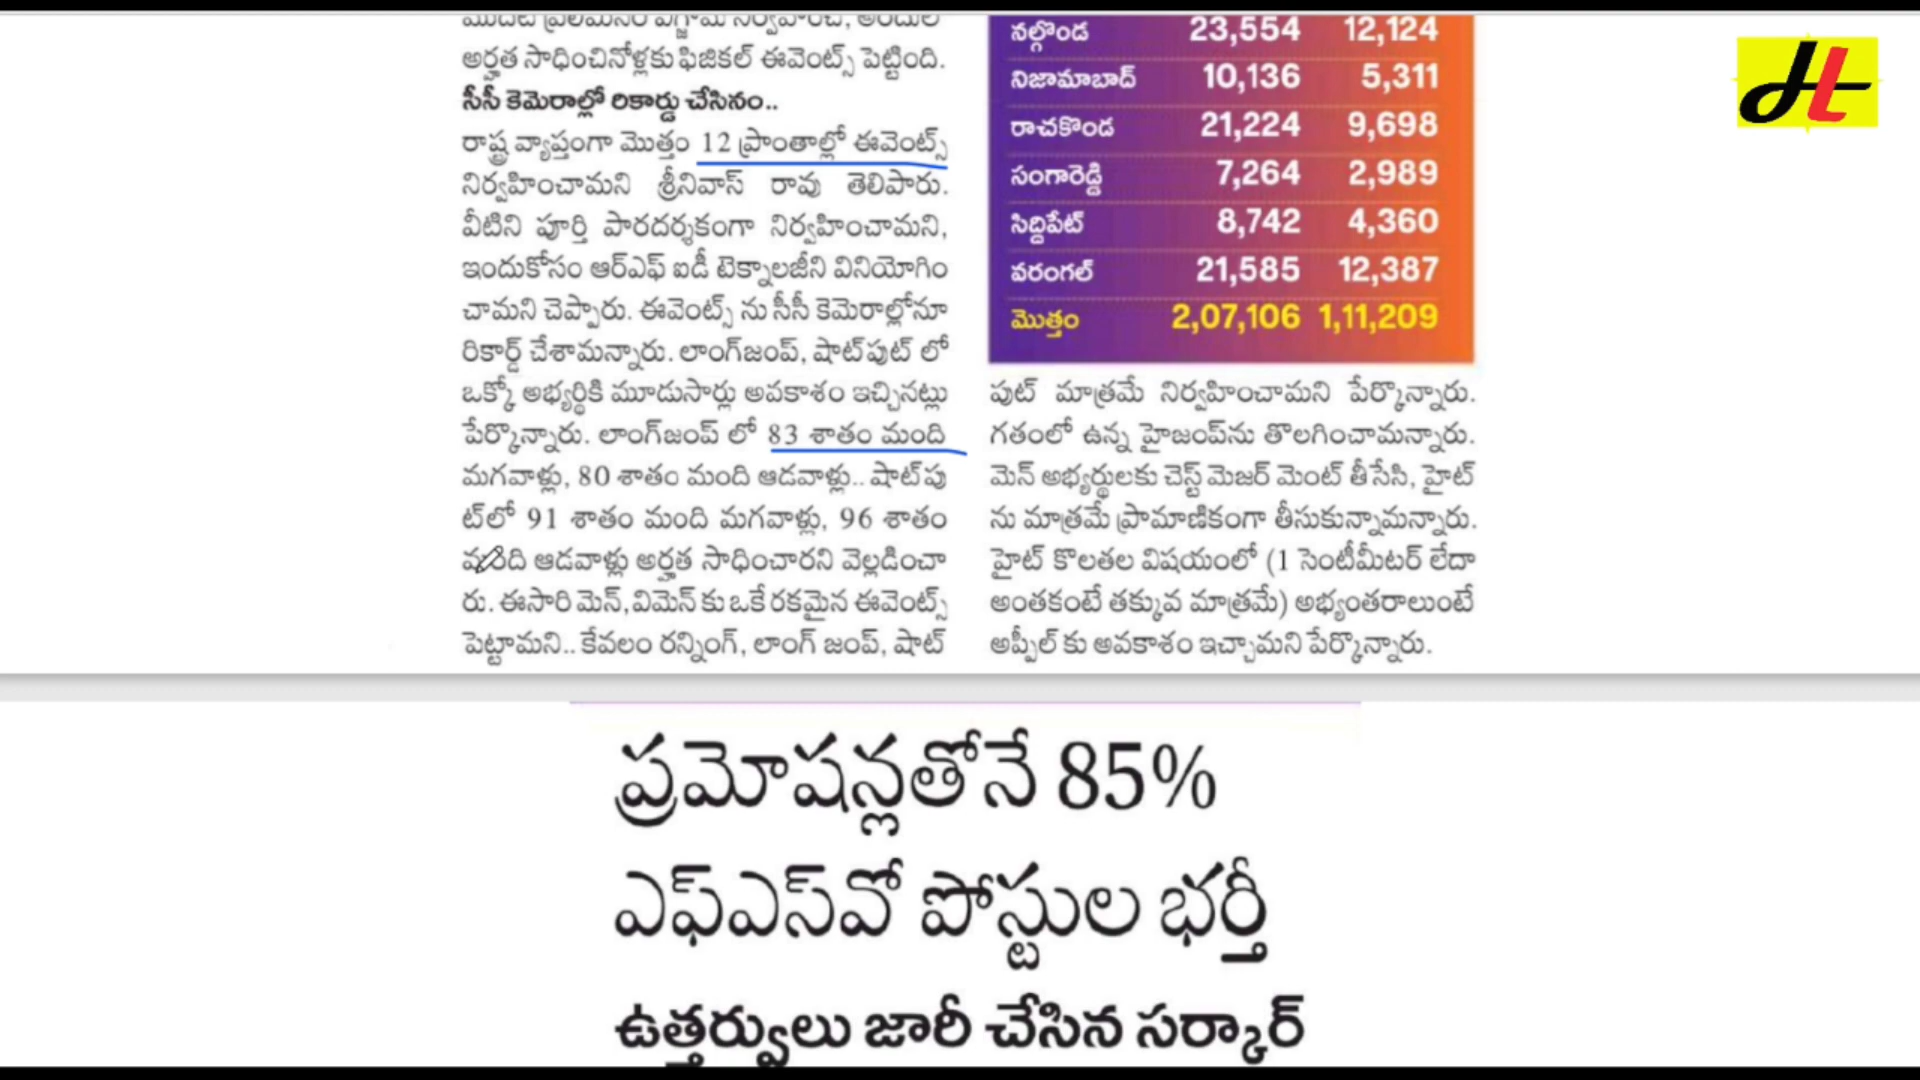 అర్హత సాధించినోళ్లకు ఫిజికల్ ఈవెంట్స్ పెట్టింది.
సీసీ కెమెరాల్లో రికార్డు చేసినం..
రాష్ట్ర వ్యాప్తంగా మొత్తం 12 ప్రాంతాల్లో ఈవెంట్స్
నిర్వహించామని శ్రీనివాస్ రావు తెలిపారు.
వీటిని పూర్తి పారదర్శకంగా నిర్వహించామని,
ఇందుకోసం ఆర్ఎఫ్ ఐడీ టెక్నాలజీని వినియోగిం
చామని చెప్పారు. ఈవెంట్స్ ను సీసీ కెమెరాల్లోనూ
రికార్డ్ చేశామన్నారు. లాంగ్‌జంప్, షాట్‌పుట్ లో
ఒక్కో అభ్యర్థికి మూడుసార్లు అవకాశం ఇచ్చినట్లు
పేర్కొన్నారు. లాంగ్‌జంప్ లో 83 శాతం మంది
మగవాళ్లు, 80 శాతం మంది ఆడవాళ్లు.. షాట్‌పు
ట్‌లో 91 శాతం మంది మగవాళ్లు, 96 శాతం
మంది ఆడవాళ్లు అర్హత సాధించారని వెల్లడించా
రు. ఈసారి మెన్, విమెన్ కు ఒకే రకమైన ఈవెంట్స్
పెట్టామని.. కేవలం రన్నింగ్, లాంగ్ జంప్, షాట్
నల్గొండ 23,554 12,124
నిజామాబాద్ 10,136 5,311
రాచకొండ 21,224 9,698
సంగారెడ్డి 7,264 2,989
సిద్దిపేట్ 8,742 4,360
వరంగల్ 21,585 12,387
మొత్తం 2,07,106 1,11,209
పుట్ మాత్రమే నిర్వహించామని పేర్కొన్నారు.
గతంలో ఉన్న హైజంప్‌ను తొలగించామన్నారు.
మెన్ అభ్యర్థులకు చెస్ట్ మెజర్ మెంట్ తీసేసి, హైట్
ను మాత్రమే ప్రామాణికంగా తీసుకున్నామన్నారు.
హైట్ కొలతల విషయంలో (1 సెంటీమీటర్ లేదా
అంతకంటే తక్కువ మాత్రమే) అభ్యంతరాలుంటే
అప్పీల్ కు అవకాశం ఇచ్చామని పేర్కొన్నారు.
ప్రమోషన్లతోనే 85%
ఎఫ్ఎస్‌వో పోస్టుల భర్తీ
ఉత్తర్వులు జారీ చేసిన సర్కార్